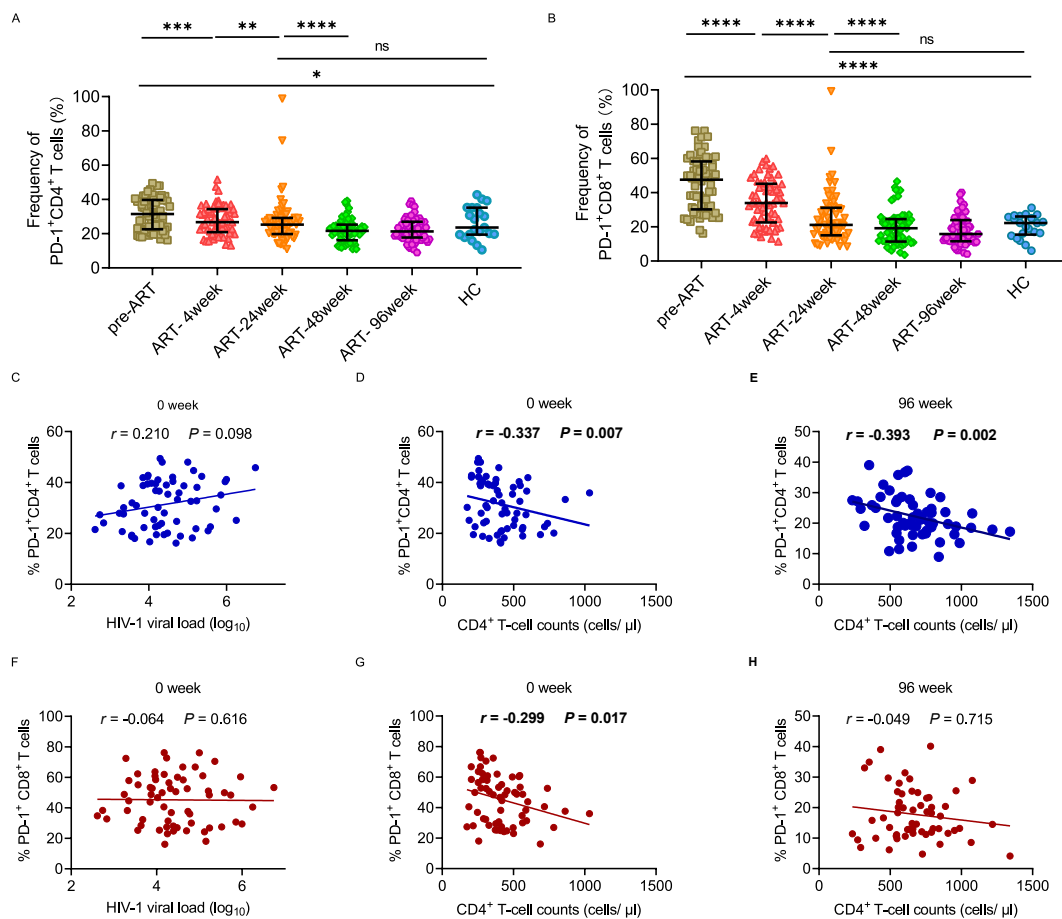 A
*** ** ****
ns
*
Frequency of
PD-1⁺CD4⁺ T cells (%)
100
80
60
40
20
0
pre-ART
ART- 4week
ART-24week
ART-48week
ART- 96week
HC
B
**** **** ****
ns
****
Frequency of
PD-1⁺CD8⁺ T cells (%)
100
80
60
40
20
0
pre-ART
ART-4week
ART-24week
ART-48week
ART-96week
HC
C
0 week
r = 0.210 P = 0.098
% PD-1⁺CD4⁺ T cells
60
40
20
0
2 4 6
HIV-1 viral load (log₁₀)
D
0 week
r = -0.337 P = 0.007
% PD-1⁺CD4⁺ T cells
60
40
20
0
0 500 1000 1500
CD4⁺ T-cell counts (cells/ µl)
E
96 week
r = -0.393 P = 0.002
% PD-1⁺CD4⁺ T cells
50
40
30
20
10
0
0 500 1000 1500
CD4⁺ T-cell counts (cells/ µl)
F
0 week
r = -0.064 P = 0.616
% PD-1⁺ CD8⁺ T cells
100
80
60
40
20
0
2 4 6
HIV-1 viral load (log₁₀)
G
0 week
r = -0.299 P = 0.017
% PD-1⁺ CD8⁺ T cells
100
80
60
40
20
0
0 500 1000 1500
CD4⁺ T-cell counts (cells/ µl)
H
96 week
r = -0.049 P = 0.715
% PD-1⁺ CD8⁺ T cells
50
40
30
20
10
0
0 500 1000 1500
CD4⁺ T-cell counts (cells/ µl)